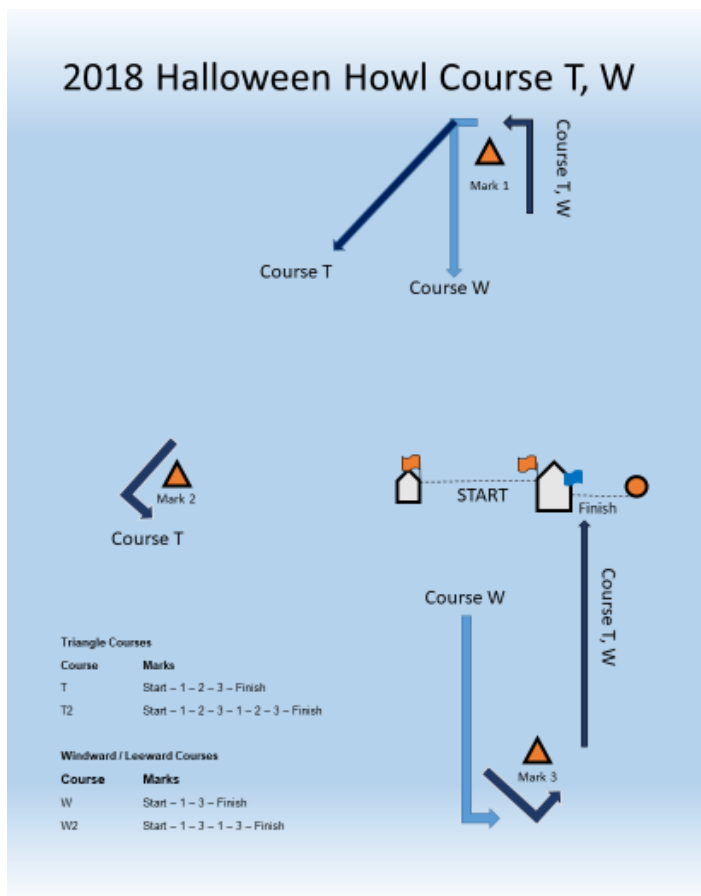 2018 Halloween Howl Course T, W
Course T, W
Mark 1
Course T
Course W
Mark 2
START
Finish
Course T
Course W
Course T, W
Triangle Courses
Course Marks
T Start – 1 – 2 – 3 – Finish
T2 Start – 1 – 2 – 3 – 1 – 2 – 3 – Finish
Windward / Leeward Courses
Course Marks
W Start – 1 – 3 – Finish
W2 Start – 1 – 3 – 1 – 3 – Finish
Mark 3